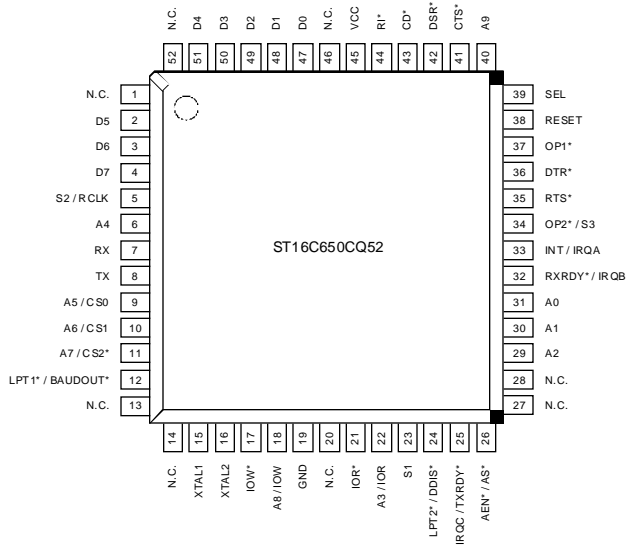 N.C. D4 D3 D2 D1 D0 N.C. VCC RI* CD* DSR* CTS* A9
52 51 50 49 48 47 46 45 44 43 42 41 40
N.C. 1 39 SEL
D5 2 38 RESET
D6 3 37 OP1*
D7 4 36 DTR*
S2 / RCLK 5 35 RTS*
A4 6 34 OP2* / S3
ST16C650CQ52
RX 7 33 INT / IRQA
TX 8 32 RXRDY* / IRQB
A5 / CS0 9 31 A0
A6 / CS1 10 30 A1
A7 / CS2* 11 29 A2
LPT1* / BAUDOUT* 12 28 N.C.
N.C. 13 27 N.C.
14 15 16 17 18 19 20 21 22 23 24 25 26
N.C. XTAL1 XTAL2 IOW* A8 / IOW GND N.C. IOR* A3 / IOR S1 LPT2* / DDIS* IRQC / TXRDY* AEN* / AS*